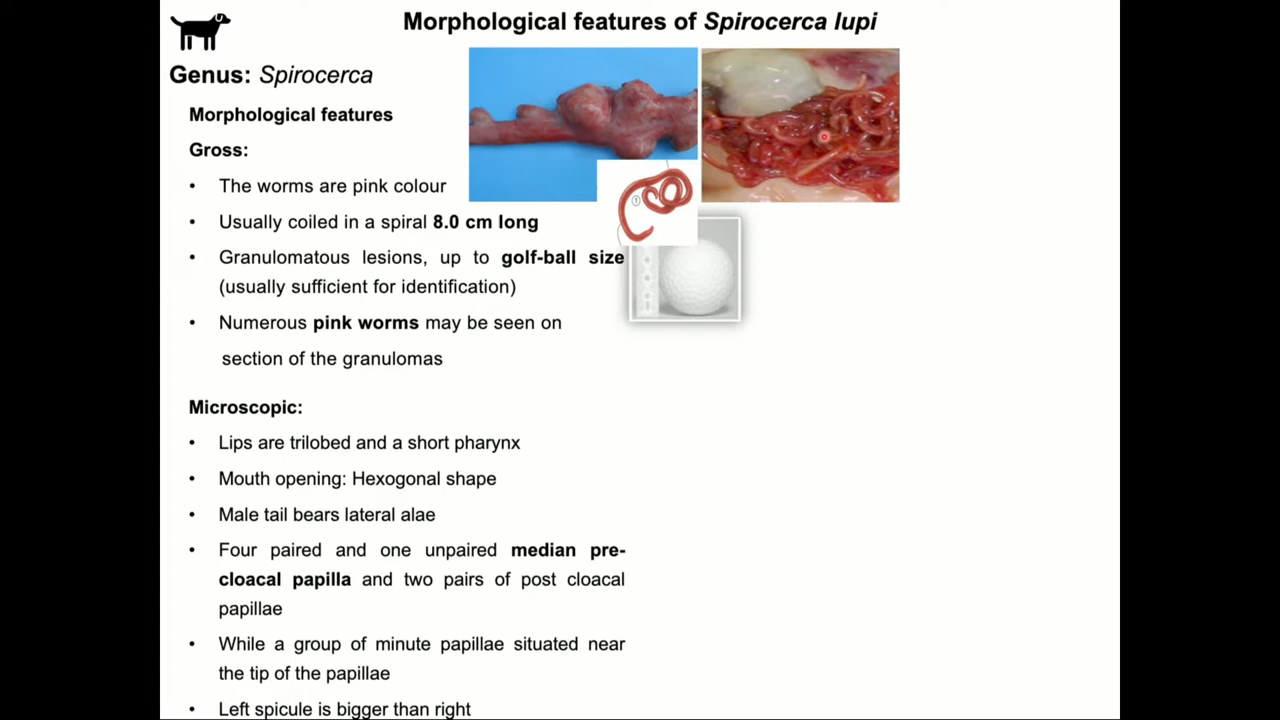 Morphological features of Spirocerca lupi
Genus: Spirocerca
Morphological features
Gross:
• The worms are pink colour
• Usually coiled in a spiral 8.0 cm long
• Granulomatous lesions, up to golf-ball size
(usually sufficient for identification)
• Numerous pink worms may be seen on
section of the granulomas
Microscopic:
• Lips are trilobed and a short pharynx
• Mouth opening: Hexogonal shape
• Male tail bears lateral alae
• Four paired and one unpaired median pre-
cloacal papilla and two pairs of post cloacal
papillae
• While a group of minute papillae situated near
the tip of the papillae
• Left spicule is bigger than right
①